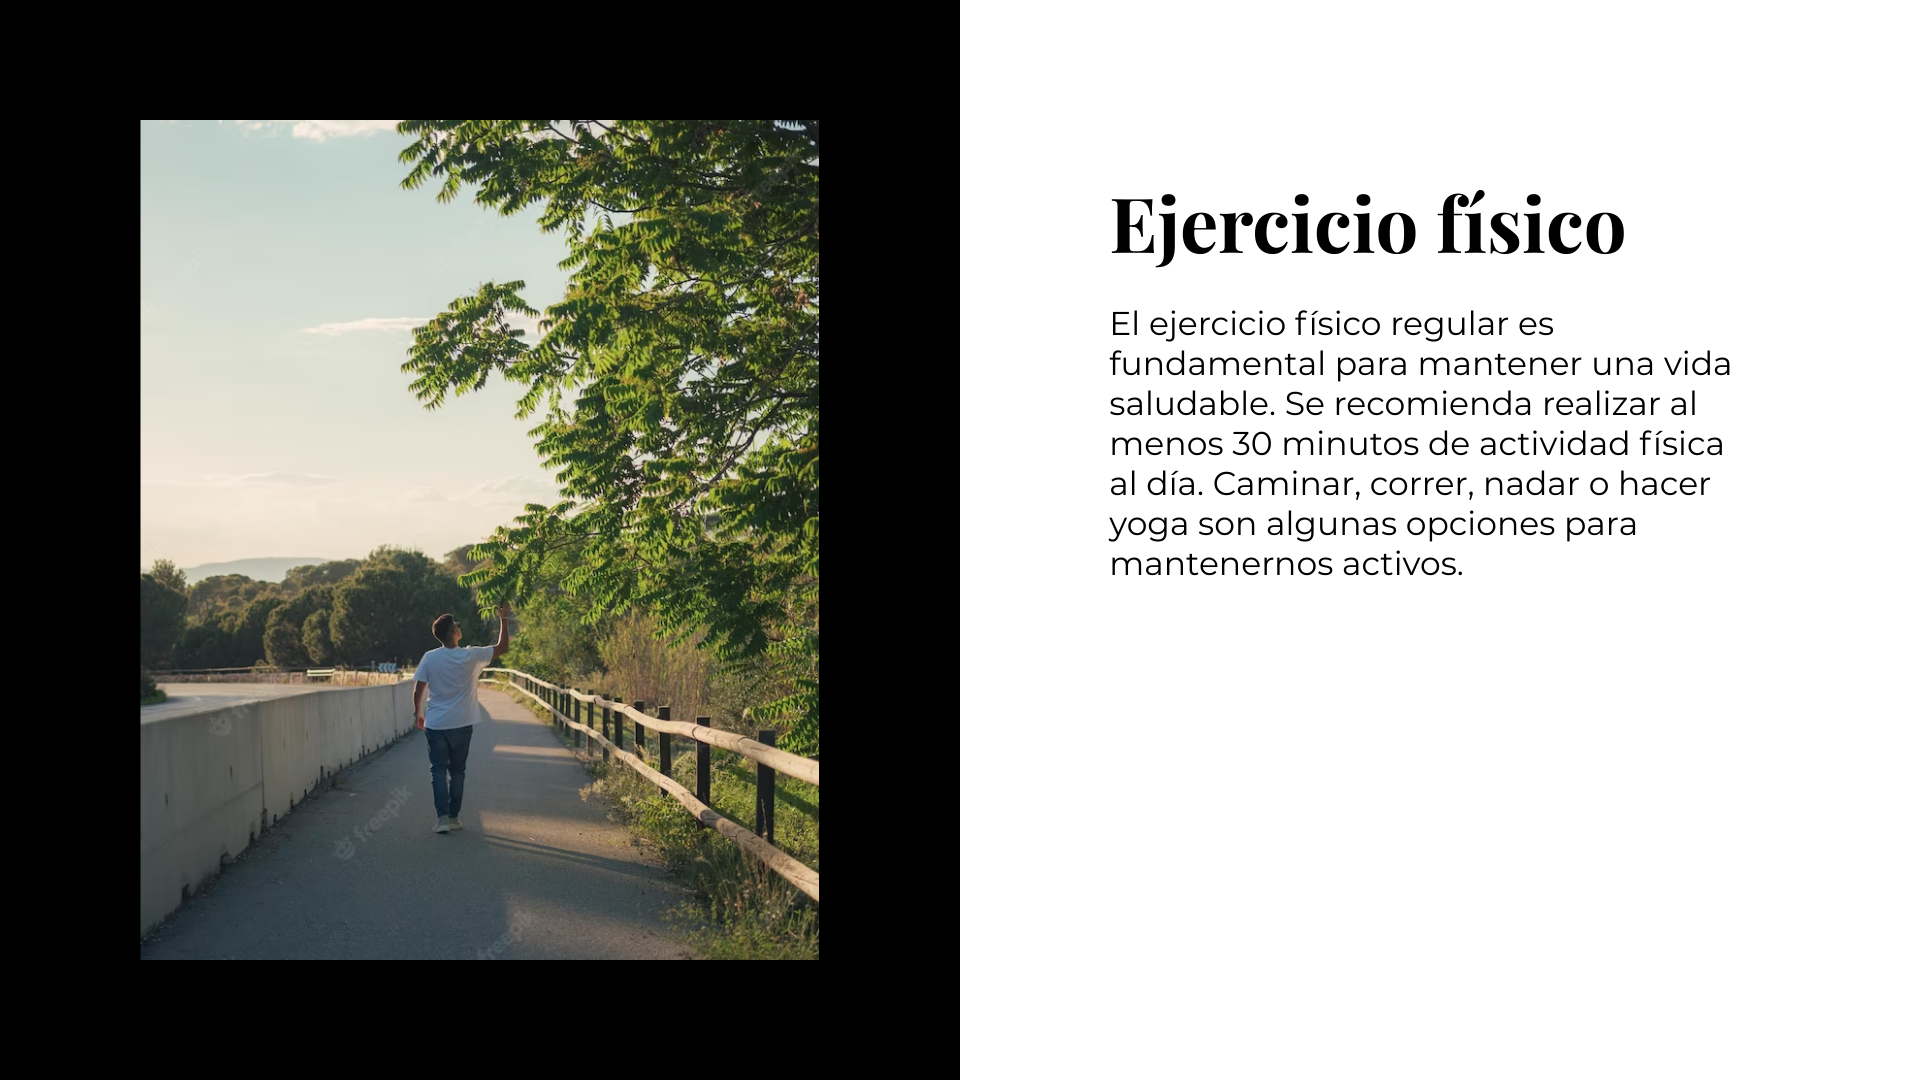 Ejercicio físico
El ejercicio físico regular es
fundamental para mantener una vida
saludable. Se recomienda realizar al
menos 30 minutos de actividad física
al día. Caminar, correr, nadar o hacer
yoga son algunas opciones para
mantenernos activos.
freepik
freepik